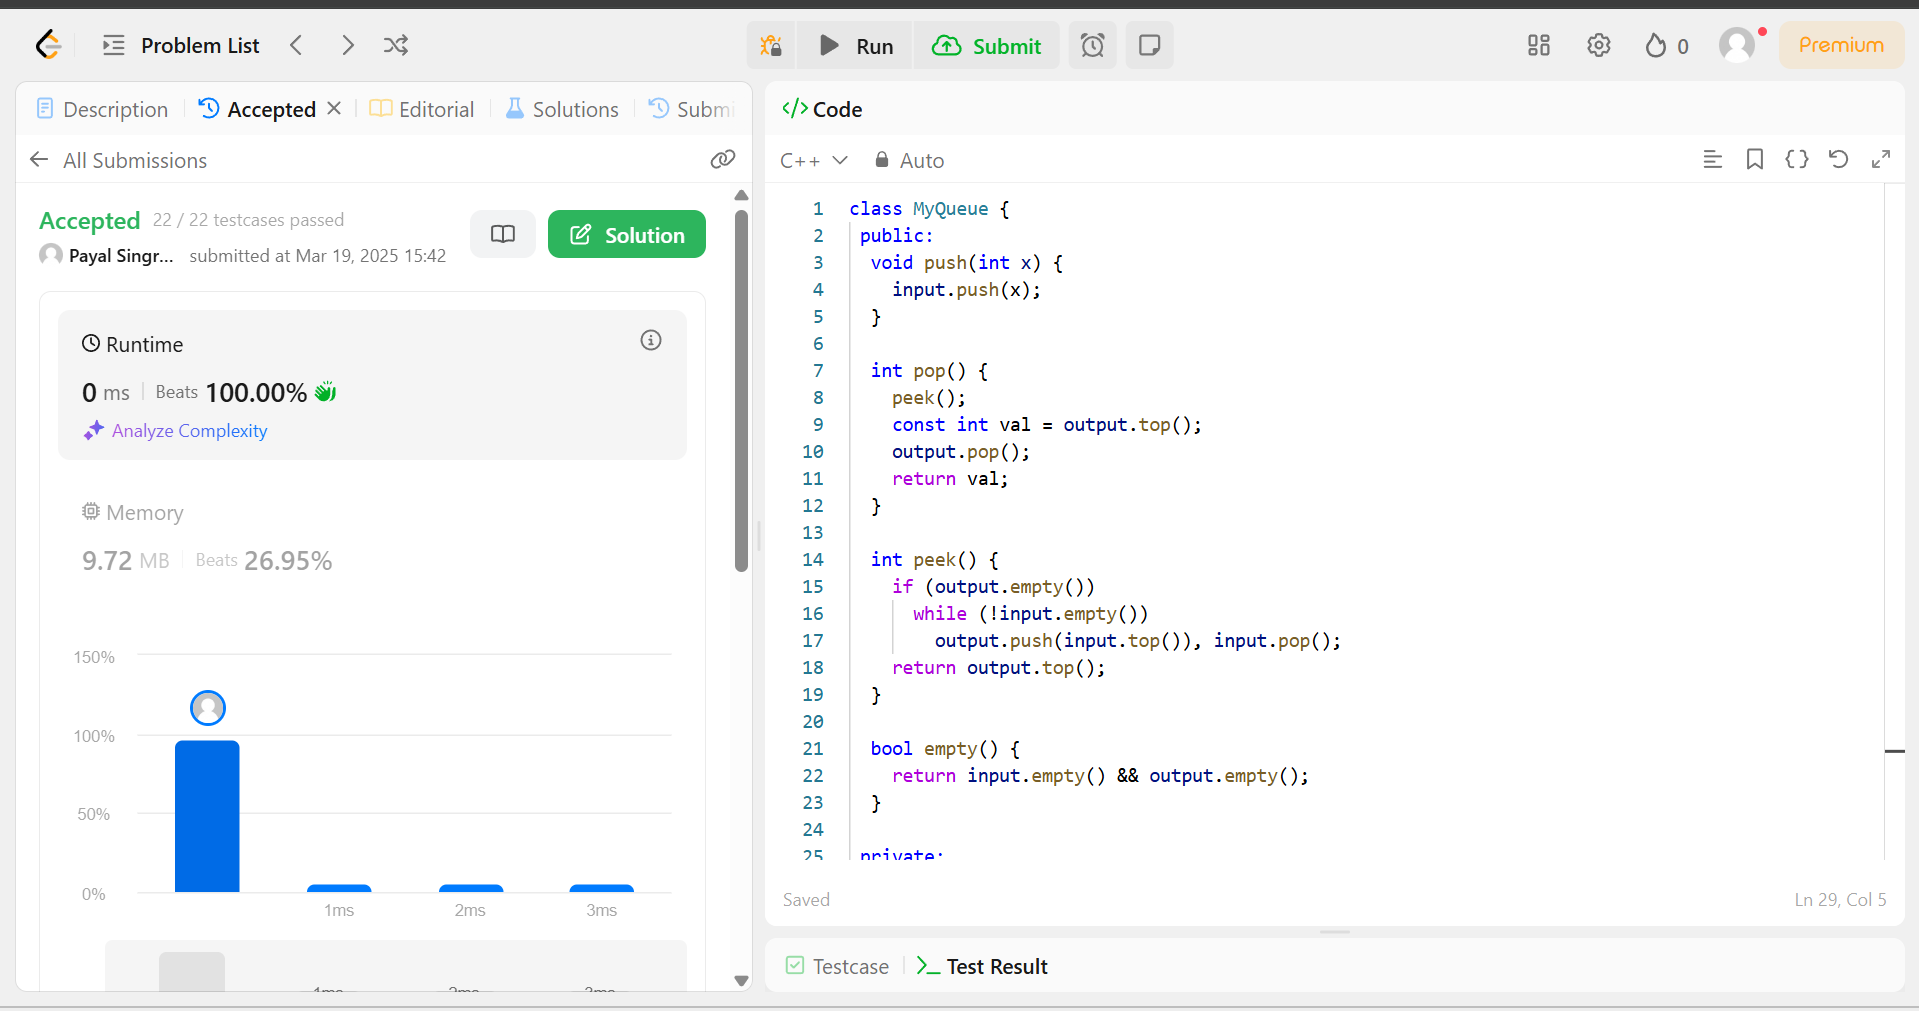 Problem List
Run
Submit
0
Premium
Description
Accepted
Editorial
Solutions
Submi
All Submissions
Accepted 22 / 22 testcases passed
Payal Singr... submitted at Mar 19, 2025 15:42
Solution
Runtime
0 ms Beats 100.00%
Analyze Complexity
Memory
9.72 MB Beats 26.95%
150%
100%
50%
0%
1ms 2ms 3ms
1ms 2ms 3ms
</> Code
C++ Auto
1 class MyQueue {
2 public:
3 void push(int x) {
4 input.push(x);
5 }
6
7 int pop() {
8 peek();
9 const int val = output.top();
10 output.pop();
11 return val;
12 }
13
14 int peek() {
15 if (output.empty())
16 while (!input.empty())
17 output.push(input.top()), input.pop();
18 return output.top();
19 }
20
21 bool empty() {
22 return input.empty() && output.empty();
23 }
24
25 private:
Saved
Ln 29, Col 5
Testcase
Test Result